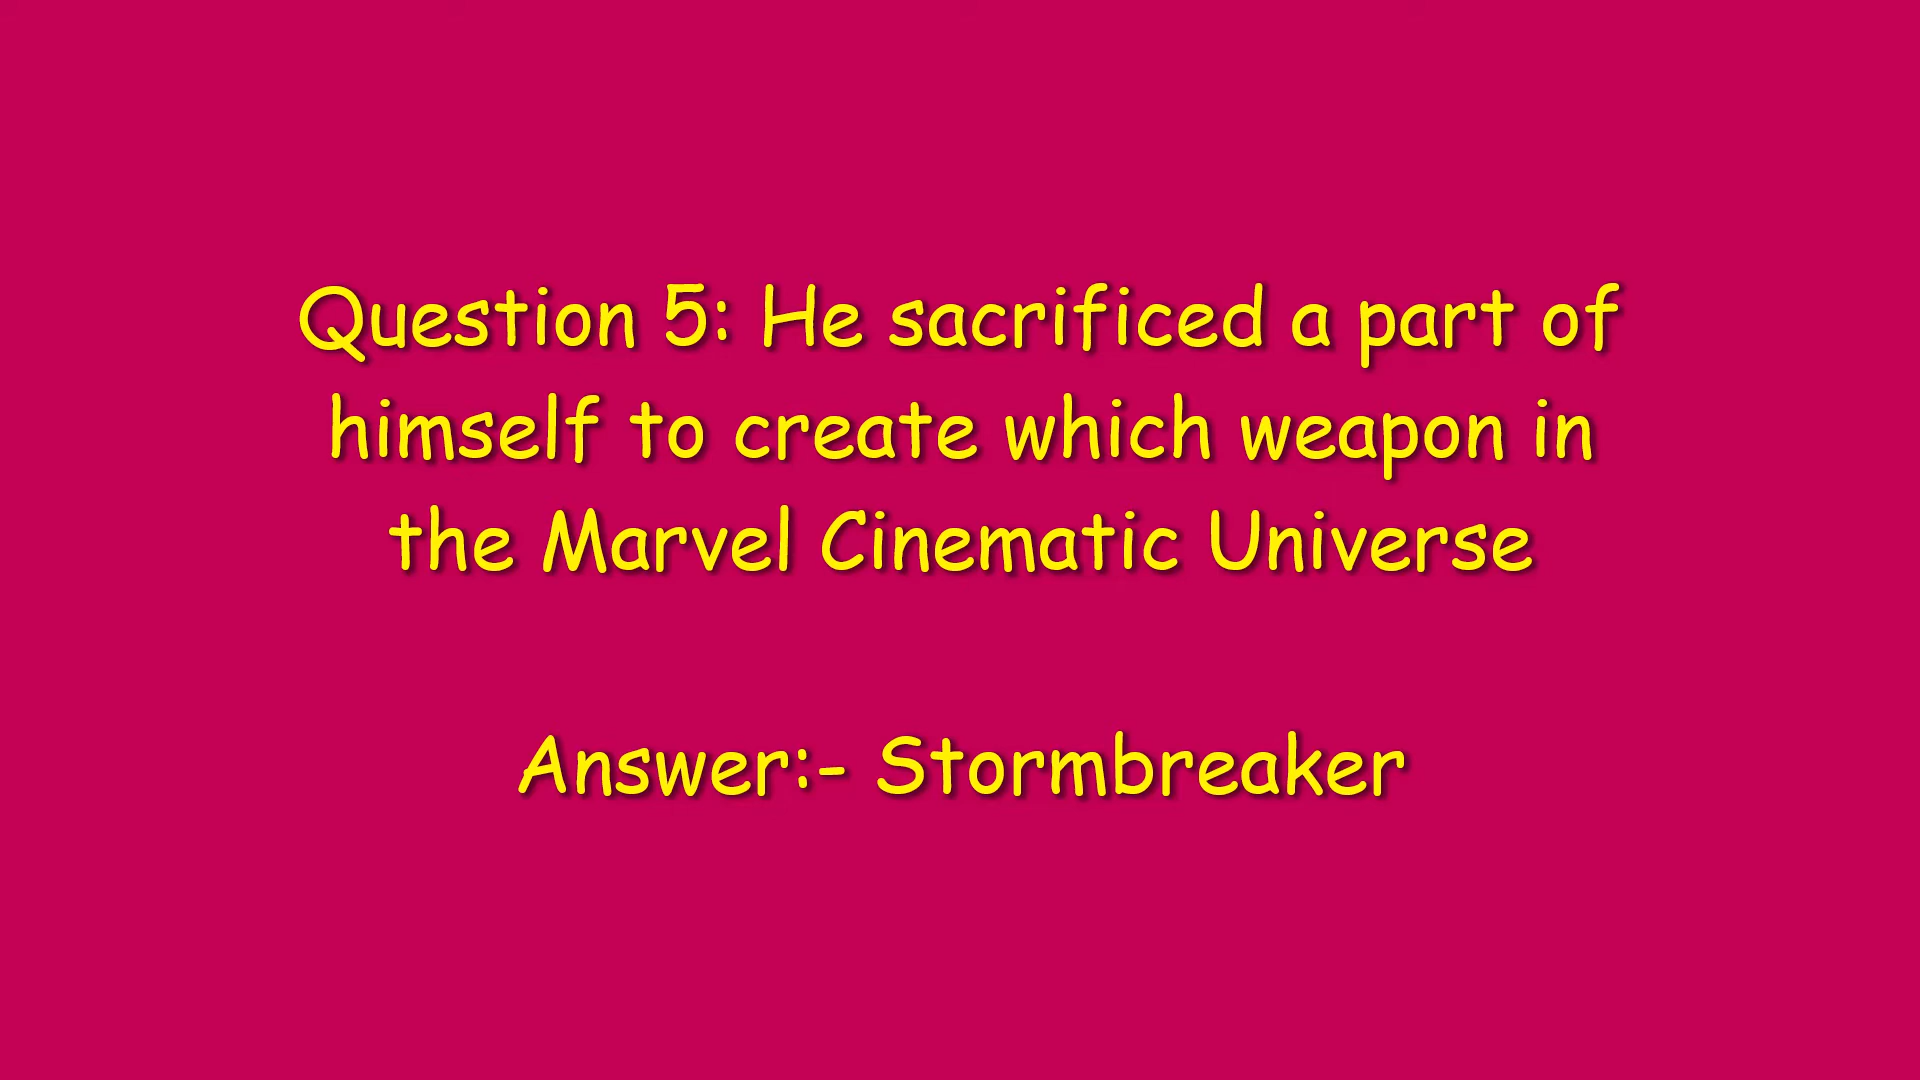 Question 5: He sacrificed a part of
himself to create which weapon in
the Marvel Cinematic Universe
Answer:- Stormbreaker